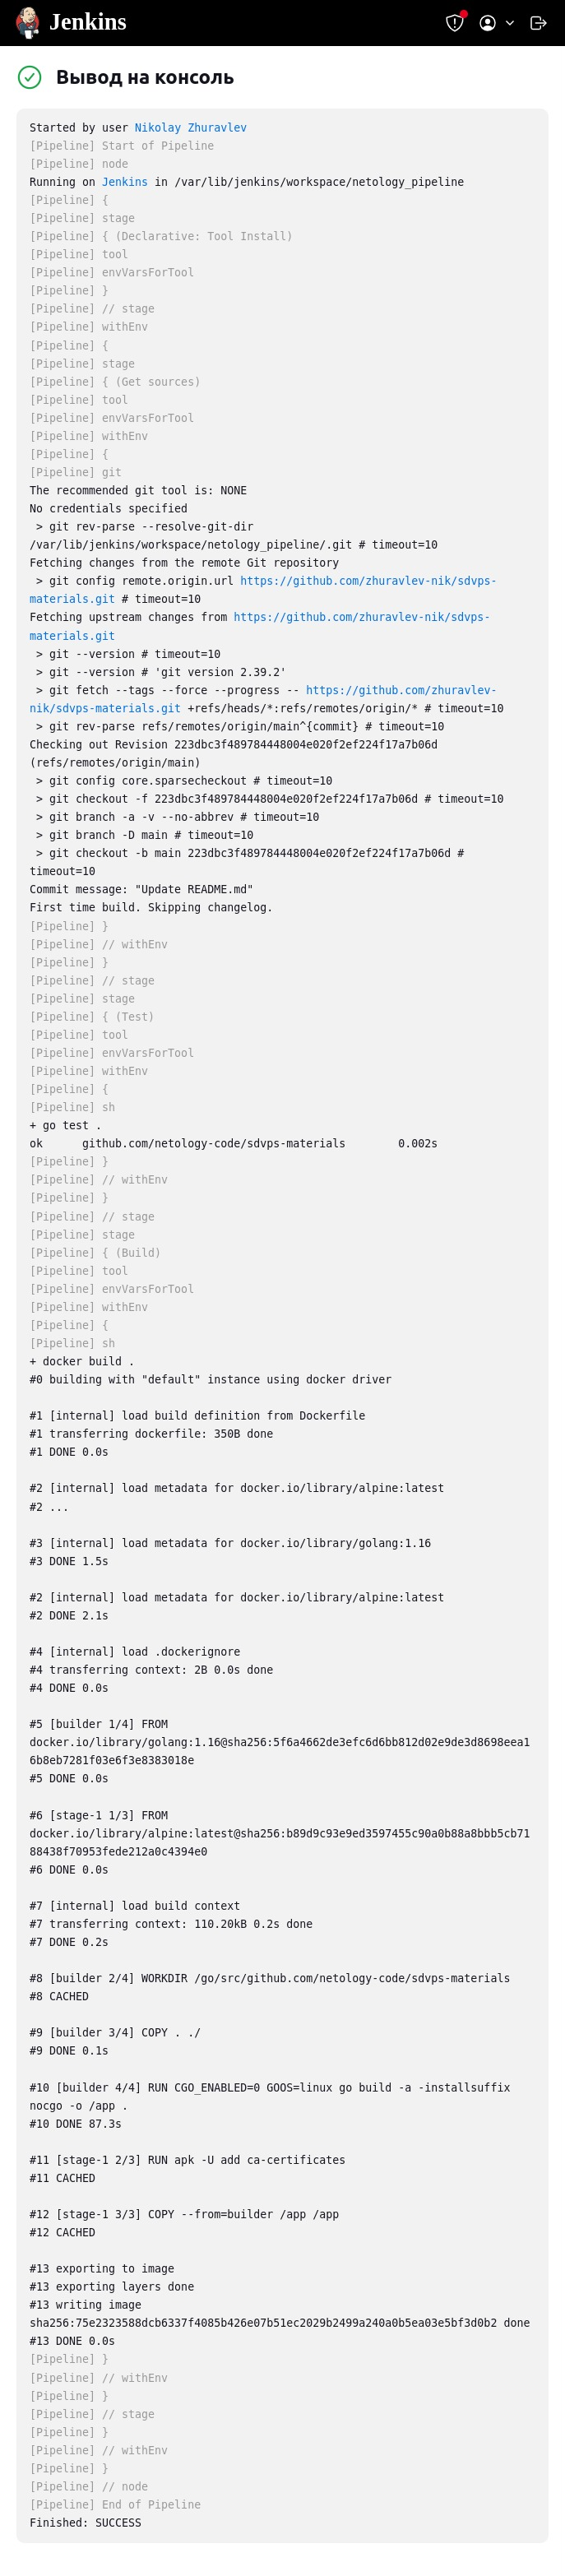 Jenkins
Вывод на консоль
Started by user Nikolay Zhuravlev
[Pipeline] Start of Pipeline
[Pipeline] node
Running on Jenkins in /var/lib/jenkins/workspace/netology_pipeline
[Pipeline] {
[Pipeline] stage
[Pipeline] { (Declarative: Tool Install)
[Pipeline] tool
[Pipeline] envVarsForTool
[Pipeline] }
[Pipeline] // stage
[Pipeline] withEnv
[Pipeline] {
[Pipeline] stage
[Pipeline] { (Get sources)
[Pipeline] tool
[Pipeline] envVarsForTool
[Pipeline] withEnv
[Pipeline] {
[Pipeline] git
The recommended git tool is: NONE
No credentials specified
 > git rev-parse --resolve-git-dir
/var/lib/jenkins/workspace/netology_pipeline/.git # timeout=10
Fetching changes from the remote Git repository
 > git config remote.origin.url https://github.com/zhuravlev-nik/sdvps-
materials.git # timeout=10
Fetching upstream changes from https://github.com/zhuravlev-nik/sdvps-
materials.git
 > git --version # timeout=10
 > git --version # 'git version 2.39.2'
 > git fetch --tags --force --progress -- https://github.com/zhuravlev-
nik/sdvps-materials.git +refs/heads/*:refs/remotes/origin/* # timeout=10
 > git rev-parse refs/remotes/origin/main^{commit} # timeout=10
Checking out Revision 223dbc3f489784448004e020f2ef224f17a7b06d
(refs/remotes/origin/main)
 > git config core.sparsecheckout # timeout=10
 > git checkout -f 223dbc3f489784448004e020f2ef224f17a7b06d # timeout=10
 > git branch -a -v --no-abbrev # timeout=10
 > git branch -D main # timeout=10
 > git checkout -b main 223dbc3f489784448004e020f2ef224f17a7b06d #
timeout=10
Commit message: "Update README.md"
First time build. Skipping changelog.
[Pipeline] }
[Pipeline] // withEnv
[Pipeline] }
[Pipeline] // stage
[Pipeline] stage
[Pipeline] { (Test)
[Pipeline] tool
[Pipeline] envVarsForTool
[Pipeline] withEnv
[Pipeline] {
[Pipeline] sh
+ go test .
ok      github.com/netology-code/sdvps-materials        0.002s
[Pipeline] }
[Pipeline] // withEnv
[Pipeline] }
[Pipeline] // stage
[Pipeline] stage
[Pipeline] { (Build)
[Pipeline] tool
[Pipeline] envVarsForTool
[Pipeline] withEnv
[Pipeline] {
[Pipeline] sh
+ docker build .
#0 building with "default" instance using docker driver
#1 [internal] load build definition from Dockerfile
#1 transferring dockerfile: 350B done
#1 DONE 0.0s
#2 [internal] load metadata for docker.io/library/alpine:latest
#2 ...
#3 [internal] load metadata for docker.io/library/golang:1.16
#3 DONE 1.5s
#2 [internal] load metadata for docker.io/library/alpine:latest
#2 DONE 2.1s
#4 [internal] load .dockerignore
#4 transferring context: 2B 0.0s done
#4 DONE 0.0s
#5 [builder 1/4] FROM
docker.io/library/golang:1.16@sha256:5f6a4662de3efc6d6bb812d02e9de3d8698eea1
6b8eb7281f03e6f3e8383018e
#5 DONE 0.0s
#6 [stage-1 1/3] FROM
docker.io/library/alpine:latest@sha256:b89d9c93e9ed3597455c90a0b88a8bbb5cb71
88438f70953fede212a0c4394e0
#6 DONE 0.0s
#7 [internal] load build context
#7 transferring context: 110.20kB 0.2s done
#7 DONE 0.2s
#8 [builder 2/4] WORKDIR /go/src/github.com/netology-code/sdvps-materials
#8 CACHED
#9 [builder 3/4] COPY . ./
#9 DONE 0.1s
#10 [builder 4/4] RUN CGO_ENABLED=0 GOOS=linux go build -a -installsuffix
nocgo -o /app .
#10 DONE 87.3s
#11 [stage-1 2/3] RUN apk -U add ca-certificates
#11 CACHED
#12 [stage-1 3/3] COPY --from=builder /app /app
#12 CACHED
#13 exporting to image
#13 exporting layers done
#13 writing image
sha256:75e2323588dcb6337f4085b426e07b51ec2029b2499a240a0b5ea03e5bf3d0b2 done
#13 DONE 0.0s
[Pipeline] }
[Pipeline] // withEnv
[Pipeline] }
[Pipeline] // stage
[Pipeline] }
[Pipeline] // withEnv
[Pipeline] }
[Pipeline] // node
[Pipeline] End of Pipeline
Finished: SUCCESS